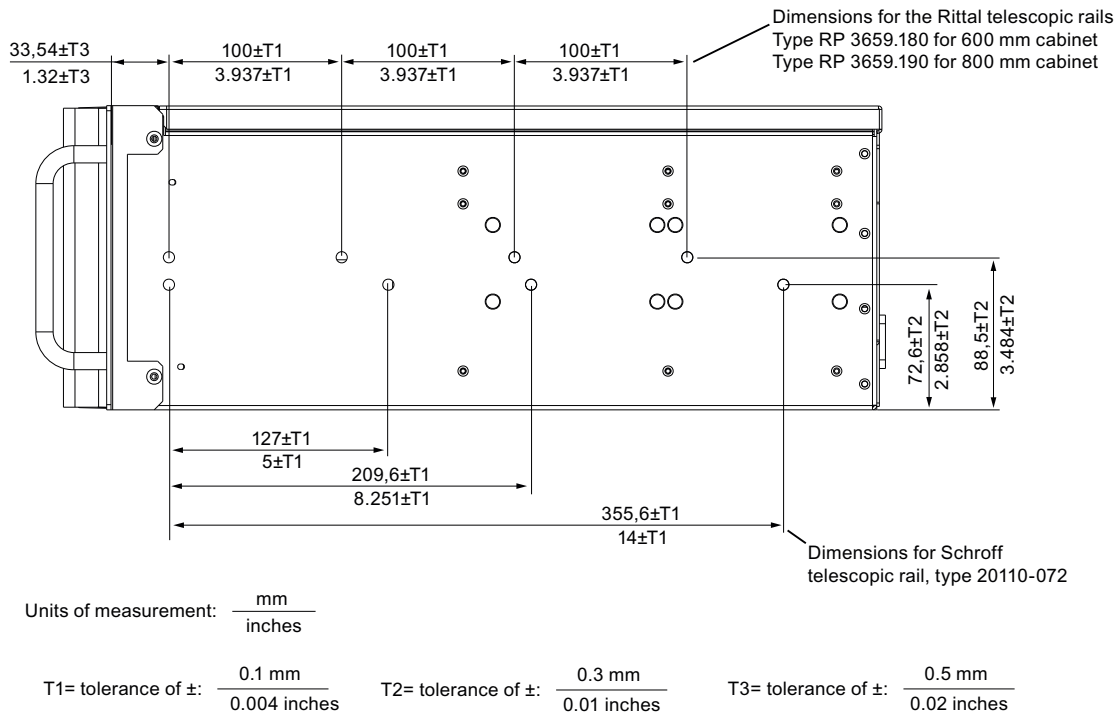 Dimensions for the Rittal telescopic rails
Type RP 3659.180 for 600 mm cabinet
Type RP 3659.190 for 800 mm cabinet
33,54±T3
1.32±T3
100±T1
3.937±T1
100±T1
3.937±T1
100±T1
3.937±T1
72,6±T2
2.858±T2
88,5±T2
3.484±T2
127±T1
5±T1
209,6±T1
8.251±T1
355,6±T1
14±T1
Dimensions for Schroff
telescopic rail, type 20110-072
Units of measurement: mm
inches
T1= tolerance of ±: 0.1 mm
0.004 inches
T2= tolerance of ±: 0.3 mm
0.01 inches
T3= tolerance of ±: 0.5 mm
0.02 inches